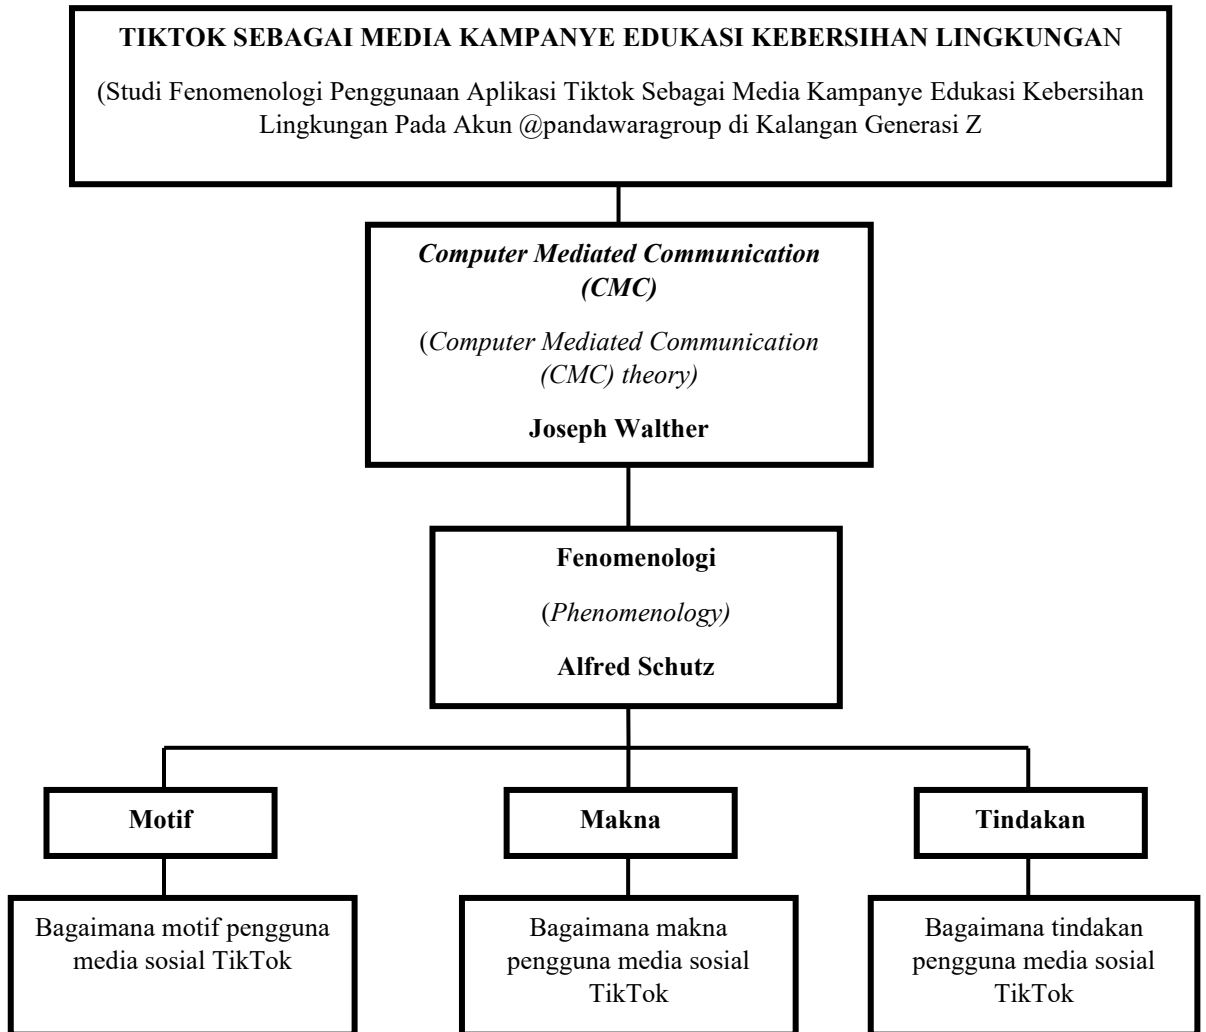 TIKTOK SEBAGAI MEDIA KAMPANYE EDUKASI KEBERSIHAN LINGKUNGAN
(Studi Fenomenologi Penggunaan Aplikasi Tiktok Sebagai Media Kampanye Edukasi Kebersihan
Lingkungan Pada Akun @pandawaragroup di Kalangan Generasi Z
Computer Mediated Communication
(CMC)
(Computer Mediated Communication
(CMC) theory)
Joseph Walther
Fenomenologi
(Phenomenology)
Alfred Schutz
Motif
Makna
Tindakan
Bagaimana motif pengguna
media sosial TikTok
Bagaimana makna
pengguna media sosial
TikTok
Bagaimana tindakan
pengguna media sosial
TikTok